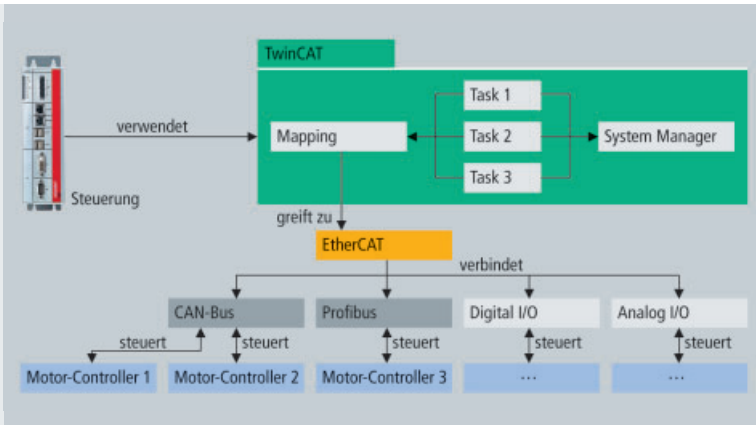 TwinCAT
Task 1
verwendet
Mapping
Task 2
System Manager
Task 3
Steuerung
greift zu
EtherCAT
verbindet
CAN-Bus
Profibus
Digital I/O
Analog I/O
steuert
steuert
steuert
steuert
steuert
Motor-Controller 1
Motor-Controller 2
Motor-Controller 3
...
...